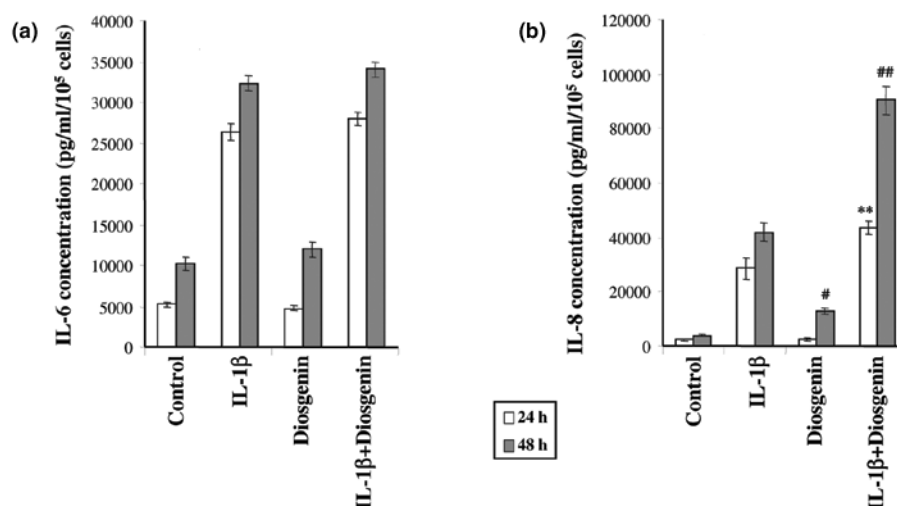 (a)
IL-6 concentration (pg/ml/10⁵ cells)
40000
35000
30000
25000
20000
15000
10000
5000
0
Control
IL-1β
Diosgenin
IL-1β+Diosgenin
24 h
48 h
(b)
IL-8 concentration (pg/ml/10⁵ cells)
120000
100000
80000
60000
40000
20000
0
**
#
##
Control
IL-1β
Diosgenin
IL-1β+Diosgenin